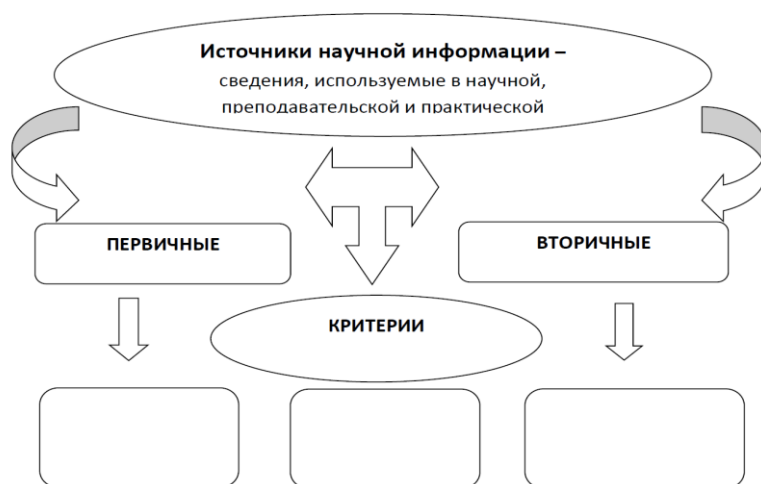 Источники научной информации –
сведения, используемые в научной,
преподавательской и практической
ПЕРВИЧНЫЕ
ВТОРИЧНЫЕ
КРИТЕРИИ